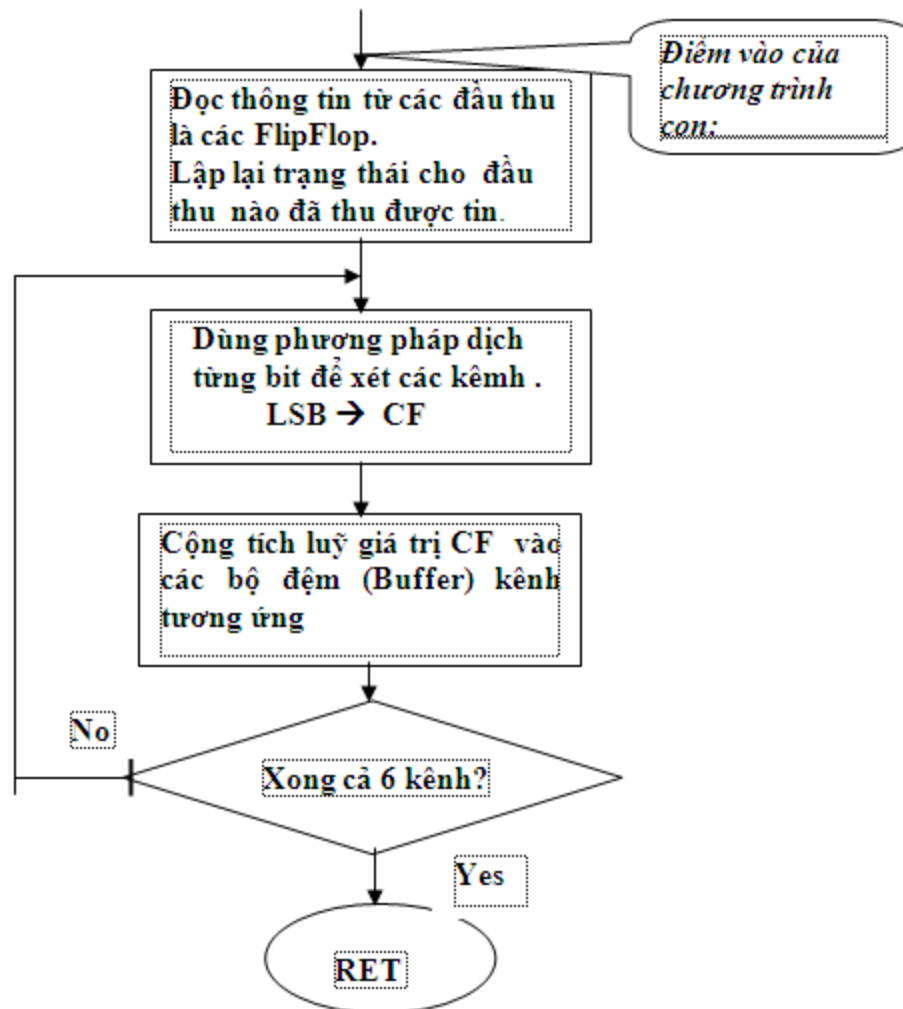 Điểm vào của
chương trình
con:
Đọc thông tin từ các đầu thu
là các FlipFlop.
Lập lại trạng thái cho đầu
thu nào đã thu được tin.
Dùng phương pháp dịch
từng bit để xét các kêmh .
LSB → CF
Cộng tích luỹ giá trị CF vào
các bộ đệm (Buffer) kênh
tương ứng
No
Xong cả 6 kênh?
Yes
RET